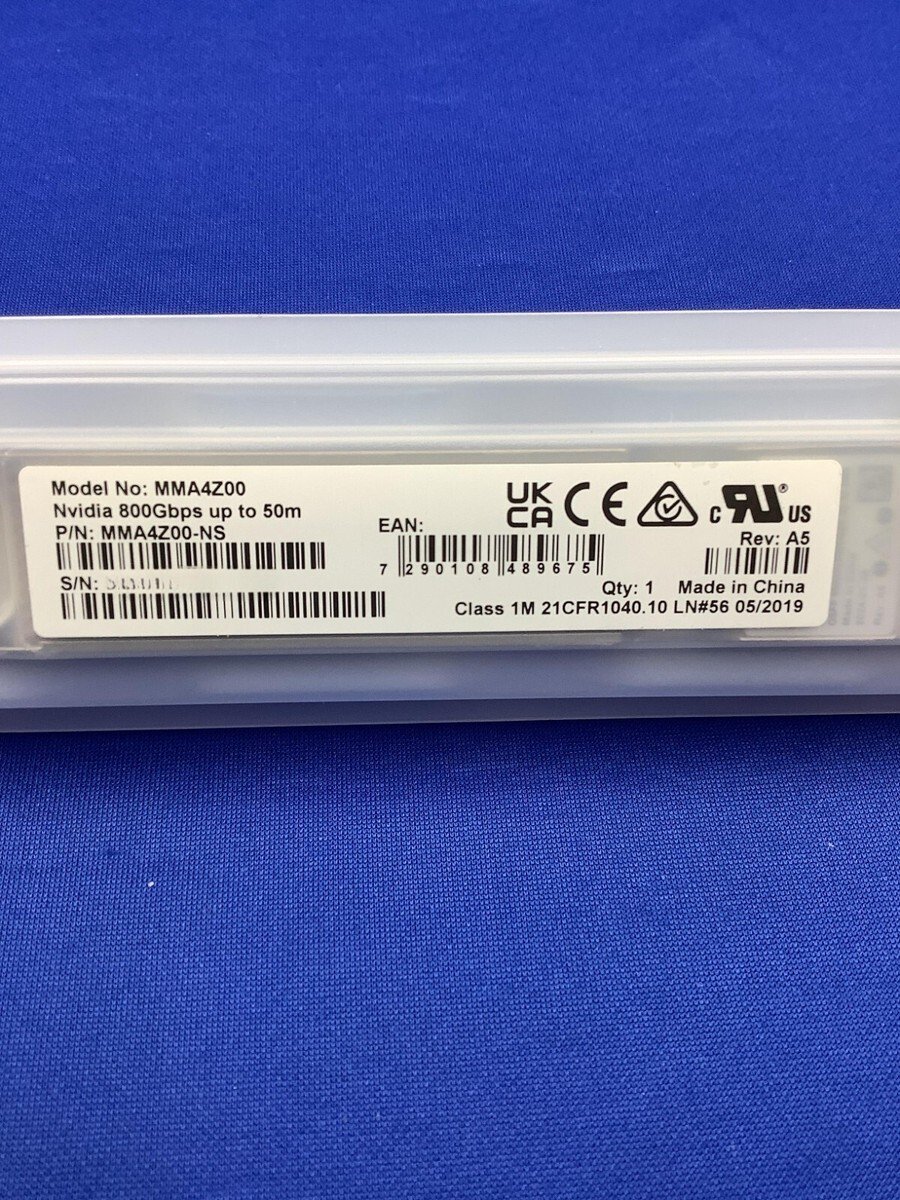 Model No: MMA4Z00
Nvidia 800Gbps up to 50m
P/N: MMA4Z00-NS
S/N:
EAN:
7 290108 489675
UK
CA
CE
c RU US
Rev: A5
Qty: 1 Made in China
Class 1M 21CFR1040.10 LN#56 05/2019